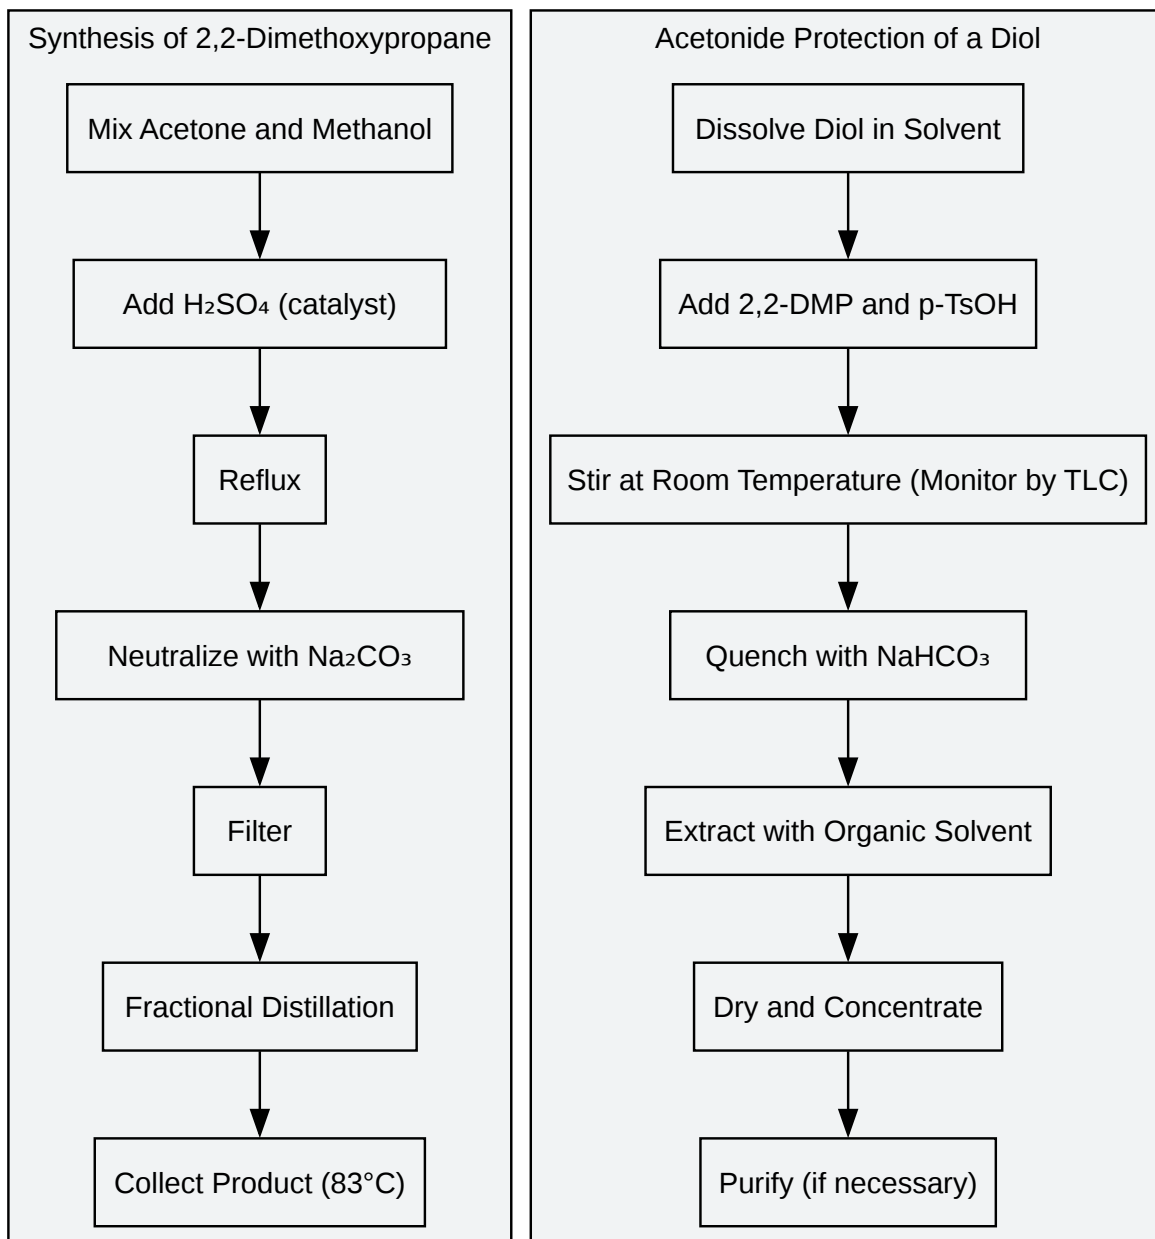 Synthesis of 2,2-Dimethoxypropane
Mix Acetone and Methanol
Add H₂SO₄ (catalyst)
Reflux
Neutralize with Na₂CO₃
Filter
Fractional Distillation
Collect Product (83°C)
Acetonide Protection of a Diol
Dissolve Diol in Solvent
Add 2,2-DMP and p-TsOH
Stir at Room Temperature (Monitor by TLC)
Quench with NaHCO₃
Extract with Organic Solvent
Dry and Concentrate
Purify (if necessary)